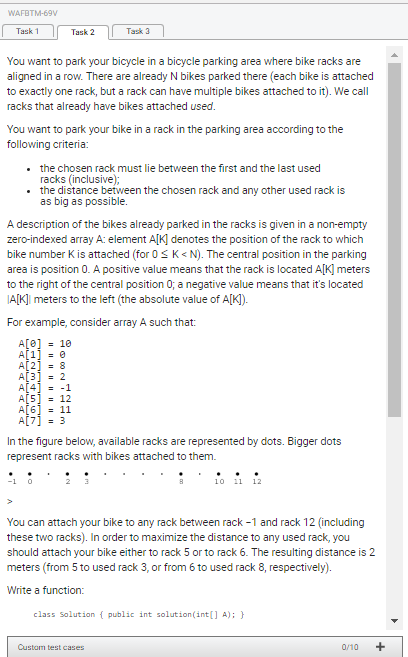 WAFBTM-69V
Task 1 Task 2 Task 3
You want to park your bicycle in a bicycle parking area where bike racks are
aligned in a row. There are already N bikes parked there (each bike is attached
to exactly one rack, but a rack can have multiple bikes attached to it). We call
racks that already have bikes attached used.
You want to park your bike in a rack in the parking area according to the
following criteria:
• the chosen rack must lie between the first and the last used
racks (inclusive);
• the distance between the chosen rack and any other used rack is
as big as possible.
A description of the bikes already parked in the racks is given in a non-empty
zero-indexed array A: element A[K] denotes the position of the rack to which
bike number K is attached (for 0 ≤ K < N). The central position in the parking
area is position 0. A positive value means that the rack is located A[K] meters
to the right of the central position 0; a negative value means that it's located
|A[K]| meters to the left (the absolute value of A[K]).
For example, consider array A such that:
A[0] = 10
A[1] = 0
A[2] = 8
A[3] = 2
A[4] = -1
A[5] = 12
A[6] = 11
A[7] = 3
In the figure below, available racks are represented by dots. Bigger dots
represent racks with bikes attached to them.
-1 0 2 3 8 10 11 12
>
You can attach your bike to any rack between rack −1 and rack 12 (including
these two racks). In order to maximize the distance to any used rack, you
should attach your bike either to rack 5 or to rack 6. The resulting distance is 2
meters (from 5 to used rack 3, or from 6 to used rack 8, respectively).
Write a function:
class Solution { public int solution(int[] A); }
Custom test cases 0/10 +